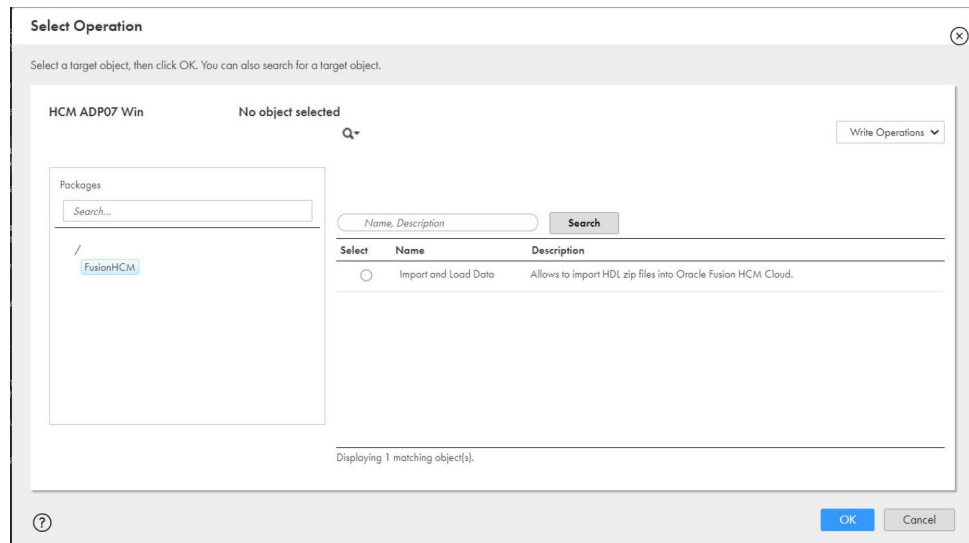 Select Operation
Select a target object, then click OK. You can also search for a target object.
HCM ADP07 Win No object selected
Write Operations
Packages
Search...
Name, Description Search
/
FusionHCM
Select Name Description
Import and Load Data Allows to import HDL zip files into Oracle Fusion HCM Cloud.
Displaying 1 matching object(s).
? OK Cancel